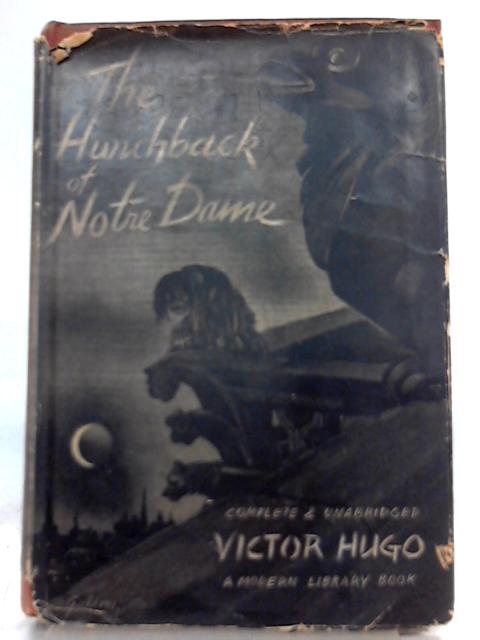 The
Hunchback
of
Notre Dame
COMPLETE & UNABRIDGED
VICTOR HUGO
A MODERN LIBRARY BOOK